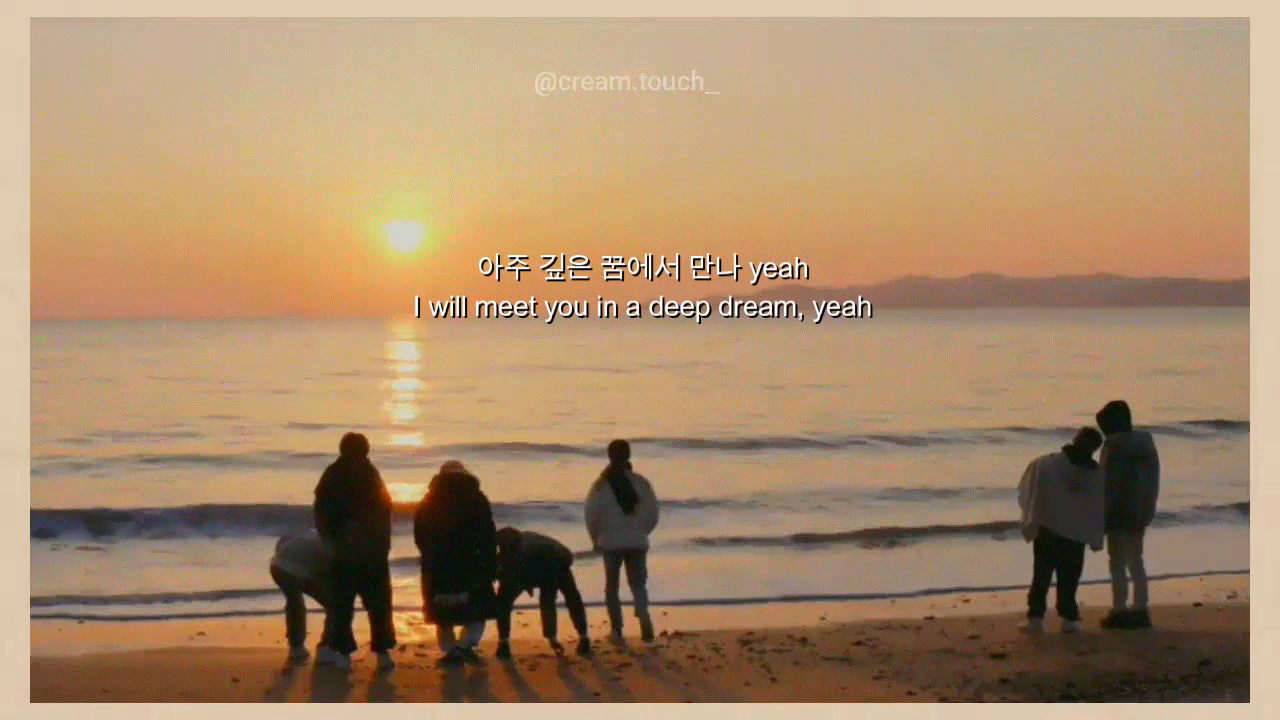 @cream.touch_
아주 깊은 꿈에서 만나 yeah
I will meet you in a deep dream, yeah